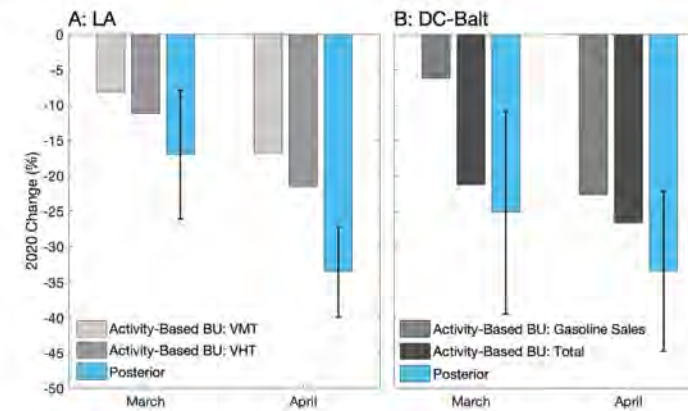 A: LA
B: DC-Balt
0
-5
-10
-15
-20
-25
-30
-35
-40
-45
-50
2020 Change (%)
Activity-Based BU: VMT
Activity-Based BU: VHT
Posterior
March
April
Activity-Based BU: Gasoline Sales
Activity-Based BU: Total
Posterior
March
April